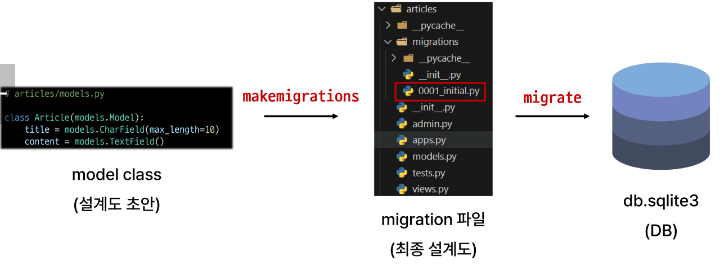 # articles/models.py
class Article(models.Model):
title = models.CharField(max_length=10)
content = models.TextField()
model class
(설계도 초안)
makemigrations
articles
__pycache__
migrations
__pycache__
__init__.py
0001_initial.py
__init__.py
admin.py
apps.py
models.py
tests.py
views.py
migration 파일
(최종 설계도)
migrate
db.sqlite3
(DB)